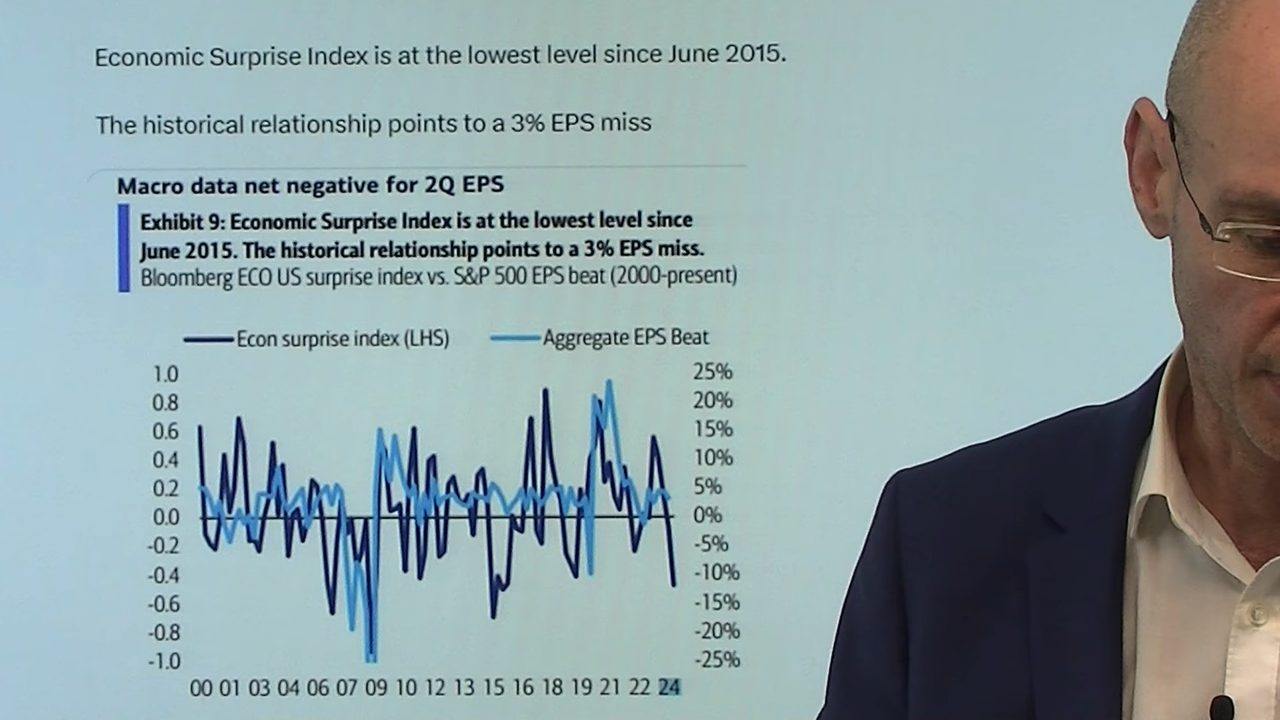 Economic Surprise Index is at the lowest level since June 2015.
The historical relationship points to a 3% EPS miss
Macro data net negative for 2Q EPS
Exhibit 9: Economic Surprise Index is at the lowest level since
June 2015. The historical relationship points to a 3% EPS miss.
Bloomberg ECO US surprise index vs. S&P 500 EPS beat (2000-present)
Econ surprise index (LHS) Aggregate EPS Beat
1.0 25%
0.8 20%
0.6 15%
0.4 10%
0.2 5%
0.0 0%
-0.2 -5%
-0.4 -10%
-0.6 -15%
-0.8 -20%
-1.0 -25%
00 01 03 04 06 07 09 10 12 13 15 16 18 19 21 22 24